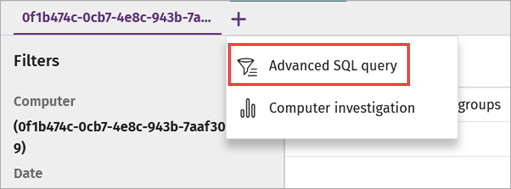 0f1b474c-0cb7-4e8c-943b-7aa...
Filters
Advanced SQL query
Computer
Computer investigation
groups
(0f1b474c-0cb7-4e8c-943b-7aaf30
9)
Date